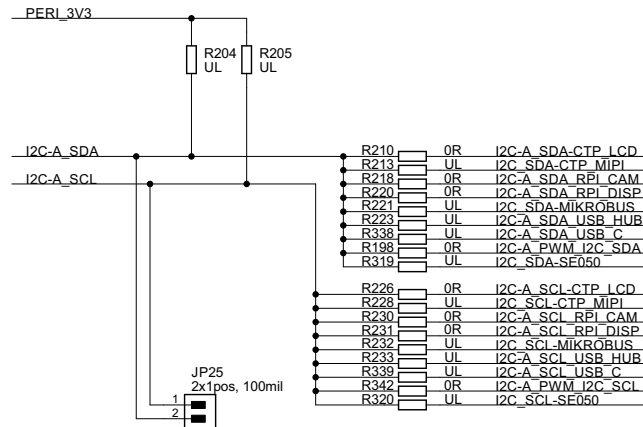 PERI_3V3
R204 R205
UL UL
I2C-A_SDA
I2C-A_SCL
R210 0R I2C-A_SDA-CTP_LCD
R213 UL I2C_SDA-CTP_MIPI
R218 0R I2C-A_SDA_RPI_CAM
R220 0R I2C-A_SDA_RPI_DISP
R221 UL I2C_SDA-MIKROBUS
R223 UL I2C-A_SDA_USB_HUB
R338 UL I2C-A_SDA_USB_C
R198 0R I2C-A_PWM_I2C_SDA
R319 UL I2C_SDA-SE050
R226 0R I2C-A_SCL-CTP_LCD
R228 UL I2C_SCL-CTP_MIPI
R230 0R I2C-A_SCL_RPI_CAM
R231 0R I2C-A_SCL_RPI_DISP
R232 UL I2C_SCL-MIKROBUS
R233 UL I2C-A_SCL_USB_HUB
R339 UL I2C-A_SCL_USB_C
R342 0R I2C-A_PWM_I2C_SCL
R320 UL I2C_SCL-SE050
JP25
2x1pos, 100mil
1
2